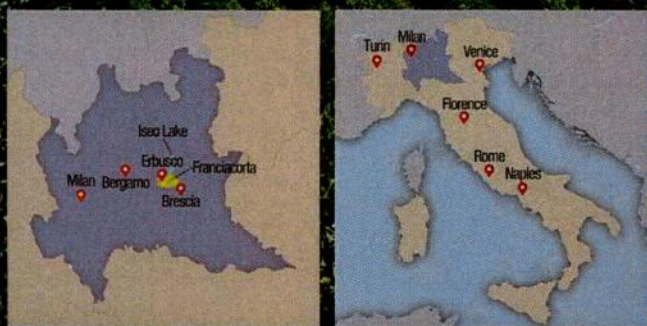 Iseo Lake
Erbusco
Franciacorta
Milan
Bergamo
Brescia
Turin
Milan
Venice
Florence
Rome
Naples